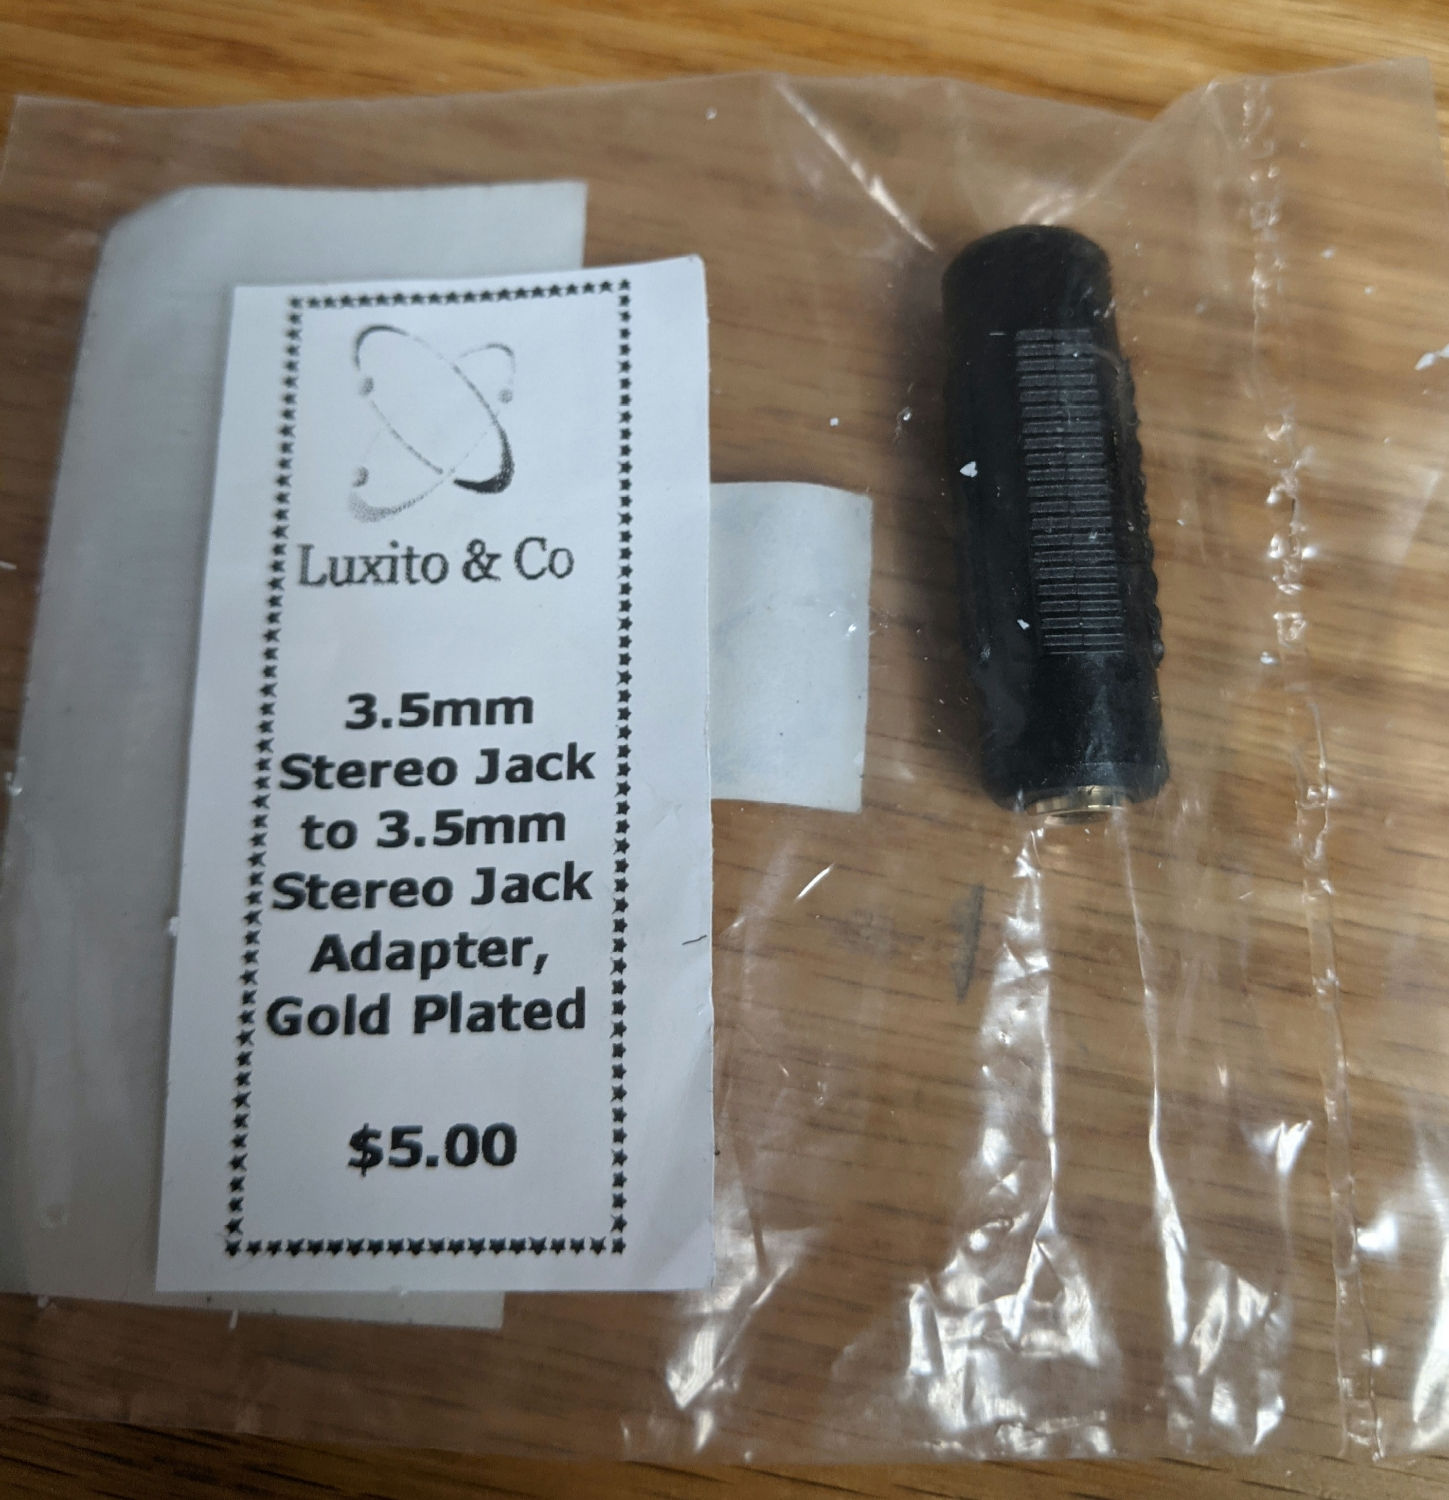 Luxito & Co
3.5mm
Stereo Jack
to 3.5mm
Stereo Jack
Adapter,
Gold Plated
$5.00